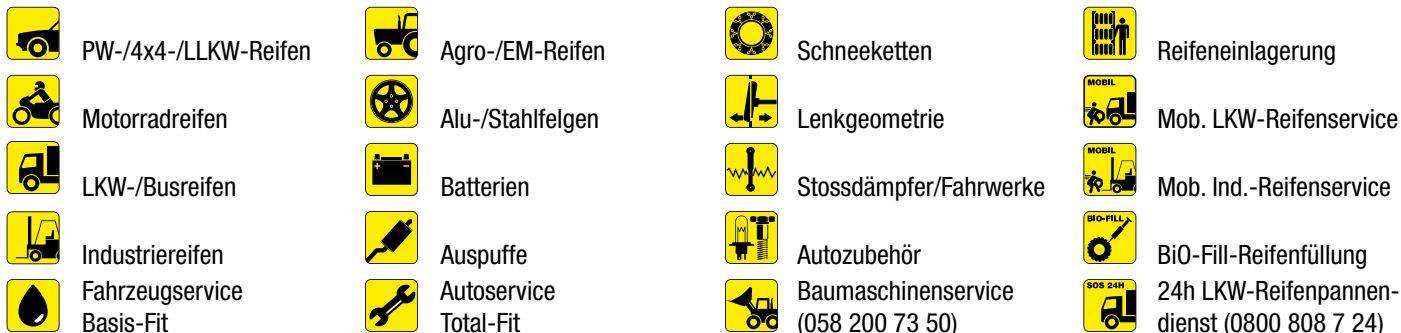 PW-/4x4-/LLKW-Reifen
Agro-/EM-Reifen
Schneeketten
Reifeneinlagerung
Motorradreifen
Alu-/Stahlfelgen
Lenkgeometrie
MOBIL
Mob. LKW-Reifenservice
LKW-/Busreifen
Batterien
Stossdämpfer/Fahrwerke
MOBIL
Mob. Ind.-Reifenservice
Industriereifen
Auspuffe
Autozubehör
BIO-FILL
BiO-Fill-Reifenfüllung
Fahrzeugservice
Basis-Fit
Autoservice
Total-Fit
Baumaschinenservice
(058 200 73 50)
SOS 24H
24h LKW-Reifenpannen-
dienst (0800 808 7 24)